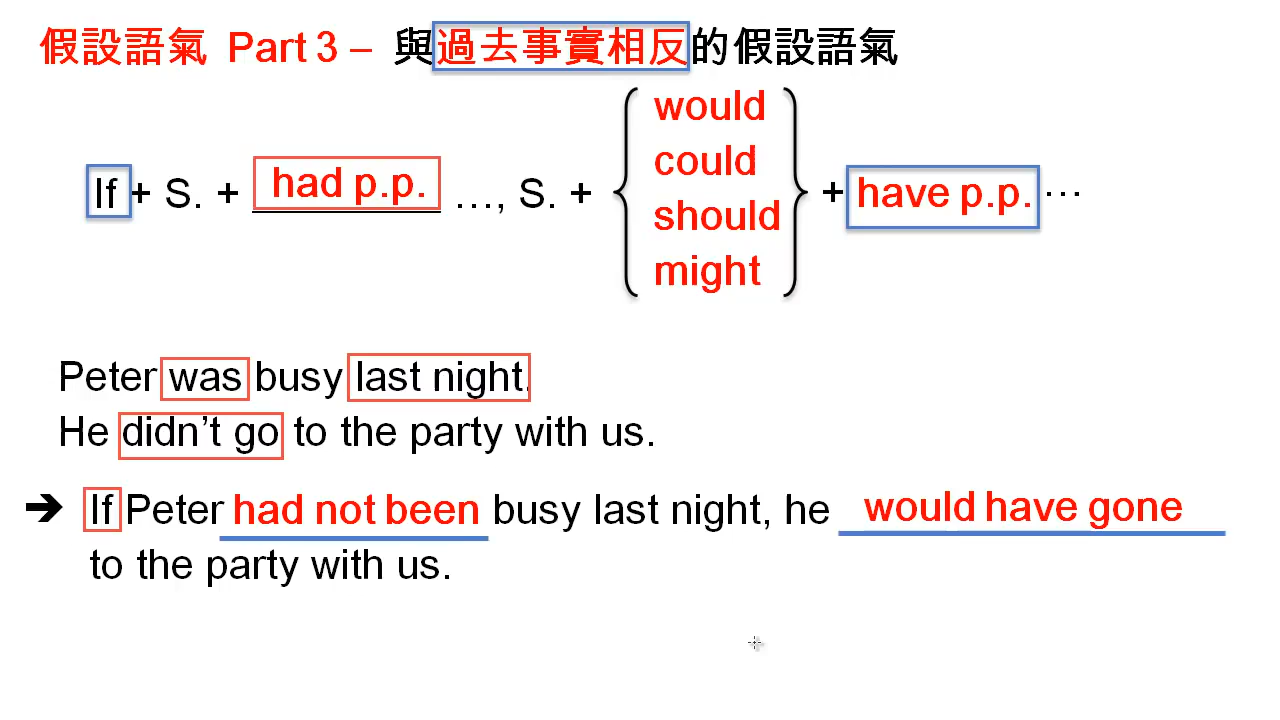 假設語氣 Part 3 – 與過去事實相反的假設語氣
would
could
If + S. + had p.p. …, S. + + have p.p. …
should
might
Peter was busy last night.
He didn’t go to the party with us.
➔ If Peter had not been busy last night, he would have gone
to the party with us.